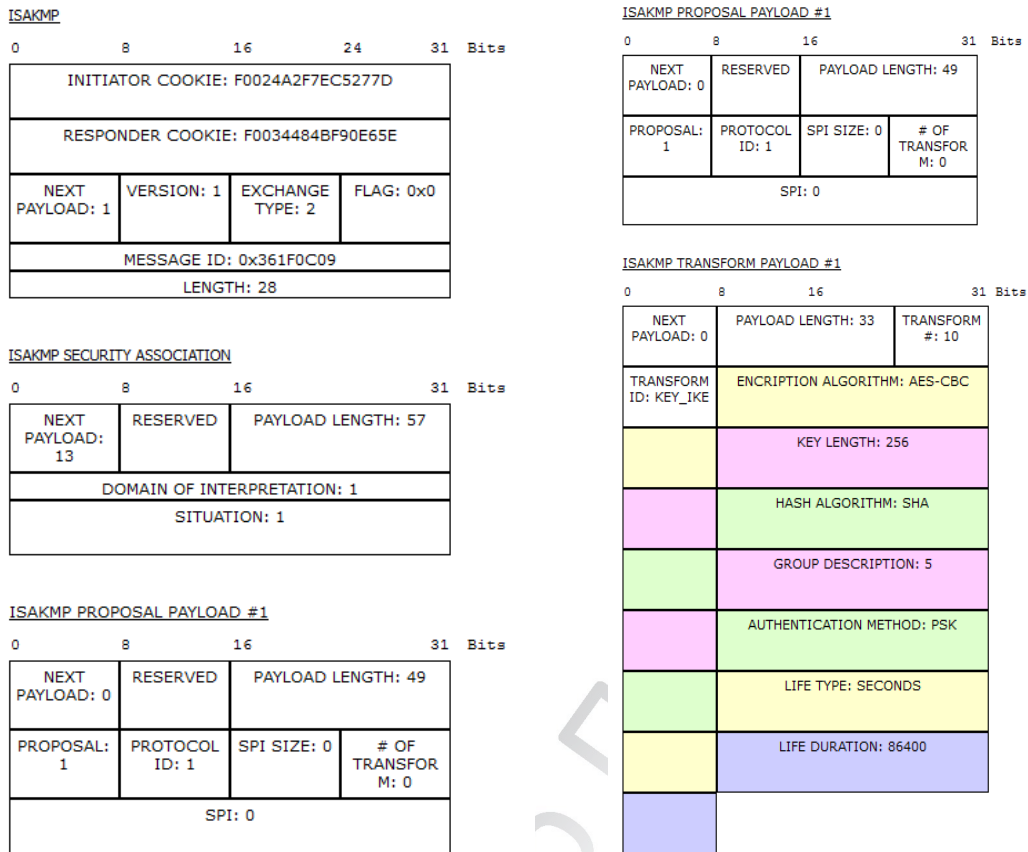 ISAKMP
0 8 16 24 31 Bits
INITIATOR COOKIE: F0024A2F7EC5277D
RESPONDER COOKIE: F0034484BF90E65E
NEXT
PAYLOAD: 1
VERSION: 1
EXCHANGE
TYPE: 2
FLAG: 0x0
MESSAGE ID: 0x361F0C09
LENGTH: 28
ISAKMP SECURITY ASSOCIATION
0 8 16 31 Bits
NEXT
PAYLOAD:
13
RESERVED
PAYLOAD LENGTH: 57
DOMAIN OF INTERPRETATION: 1
SITUATION: 1
ISAKMP PROPOSAL PAYLOAD #1
0 8 16 31 Bits
NEXT
PAYLOAD: 0
RESERVED
PAYLOAD LENGTH: 49
PROPOSAL:
1
PROTOCOL
ID: 1
SPI SIZE: 0
# OF
TRANSFOR
M: 0
SPI: 0
ISAKMP PROPOSAL PAYLOAD #1
0 8 16 31 Bits
NEXT
PAYLOAD: 0
RESERVED
PAYLOAD LENGTH: 49
PROPOSAL:
1
PROTOCOL
ID: 1
SPI SIZE: 0
# OF
TRANSFOR
M: 0
SPI: 0
ISAKMP TRANSFORM PAYLOAD #1
0 8 16 31 Bits
NEXT
PAYLOAD: 0
PAYLOAD LENGTH: 33
TRANSFORM
#: 10
TRANSFORM
ID: KEY_IKE
ENCRIPTION ALGORITHM: AES-CBC
KEY LENGTH: 256
HASH ALGORITHM: SHA
GROUP DESCRIPTION: 5
AUTHENTICATION METHOD: PSK
LIFE TYPE: SECONDS
LIFE DURATION: 86400